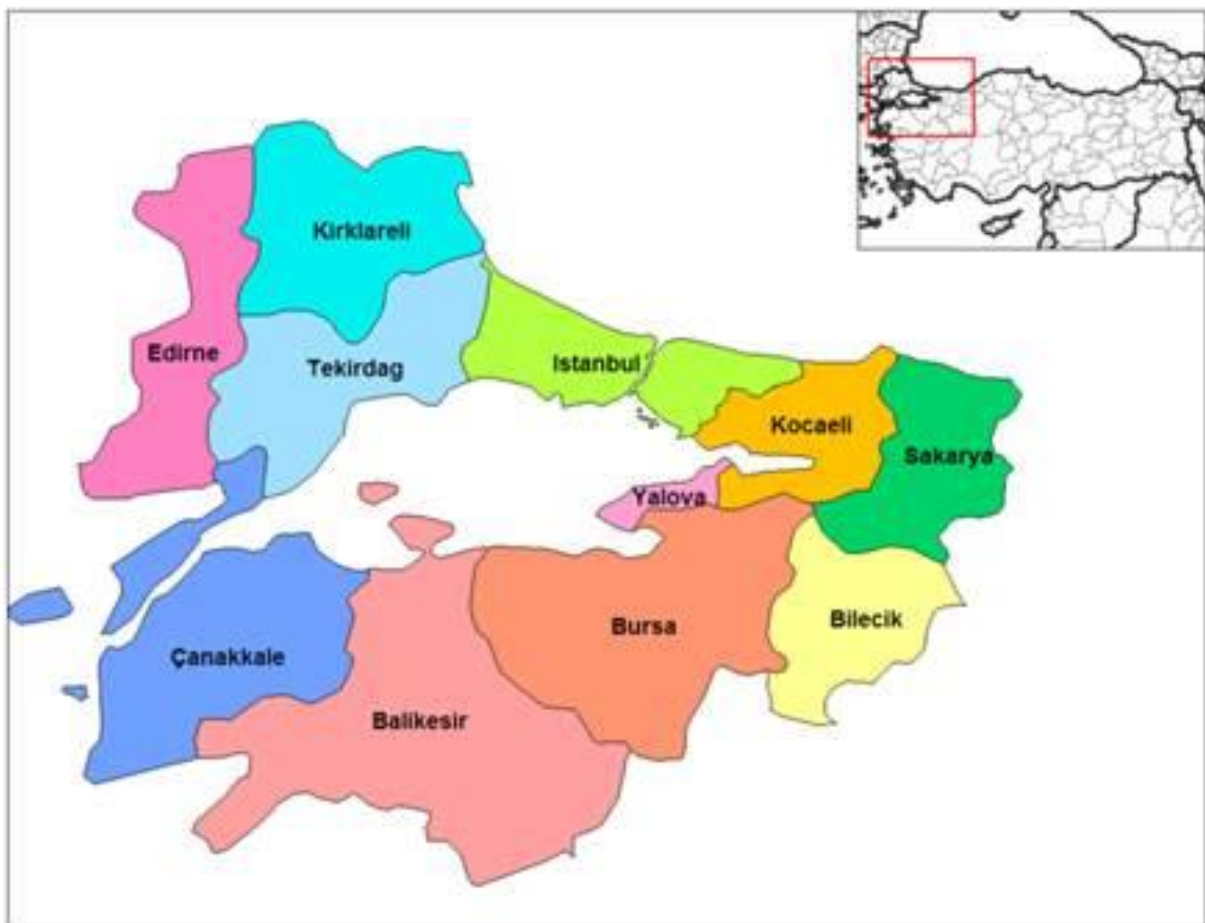 Kirklareli
Edirne
Tekirdag
Istanbul
Kocaeli
Sakarya
Yalova
Bilecik
Bursa
Çanakkale
Balikesir